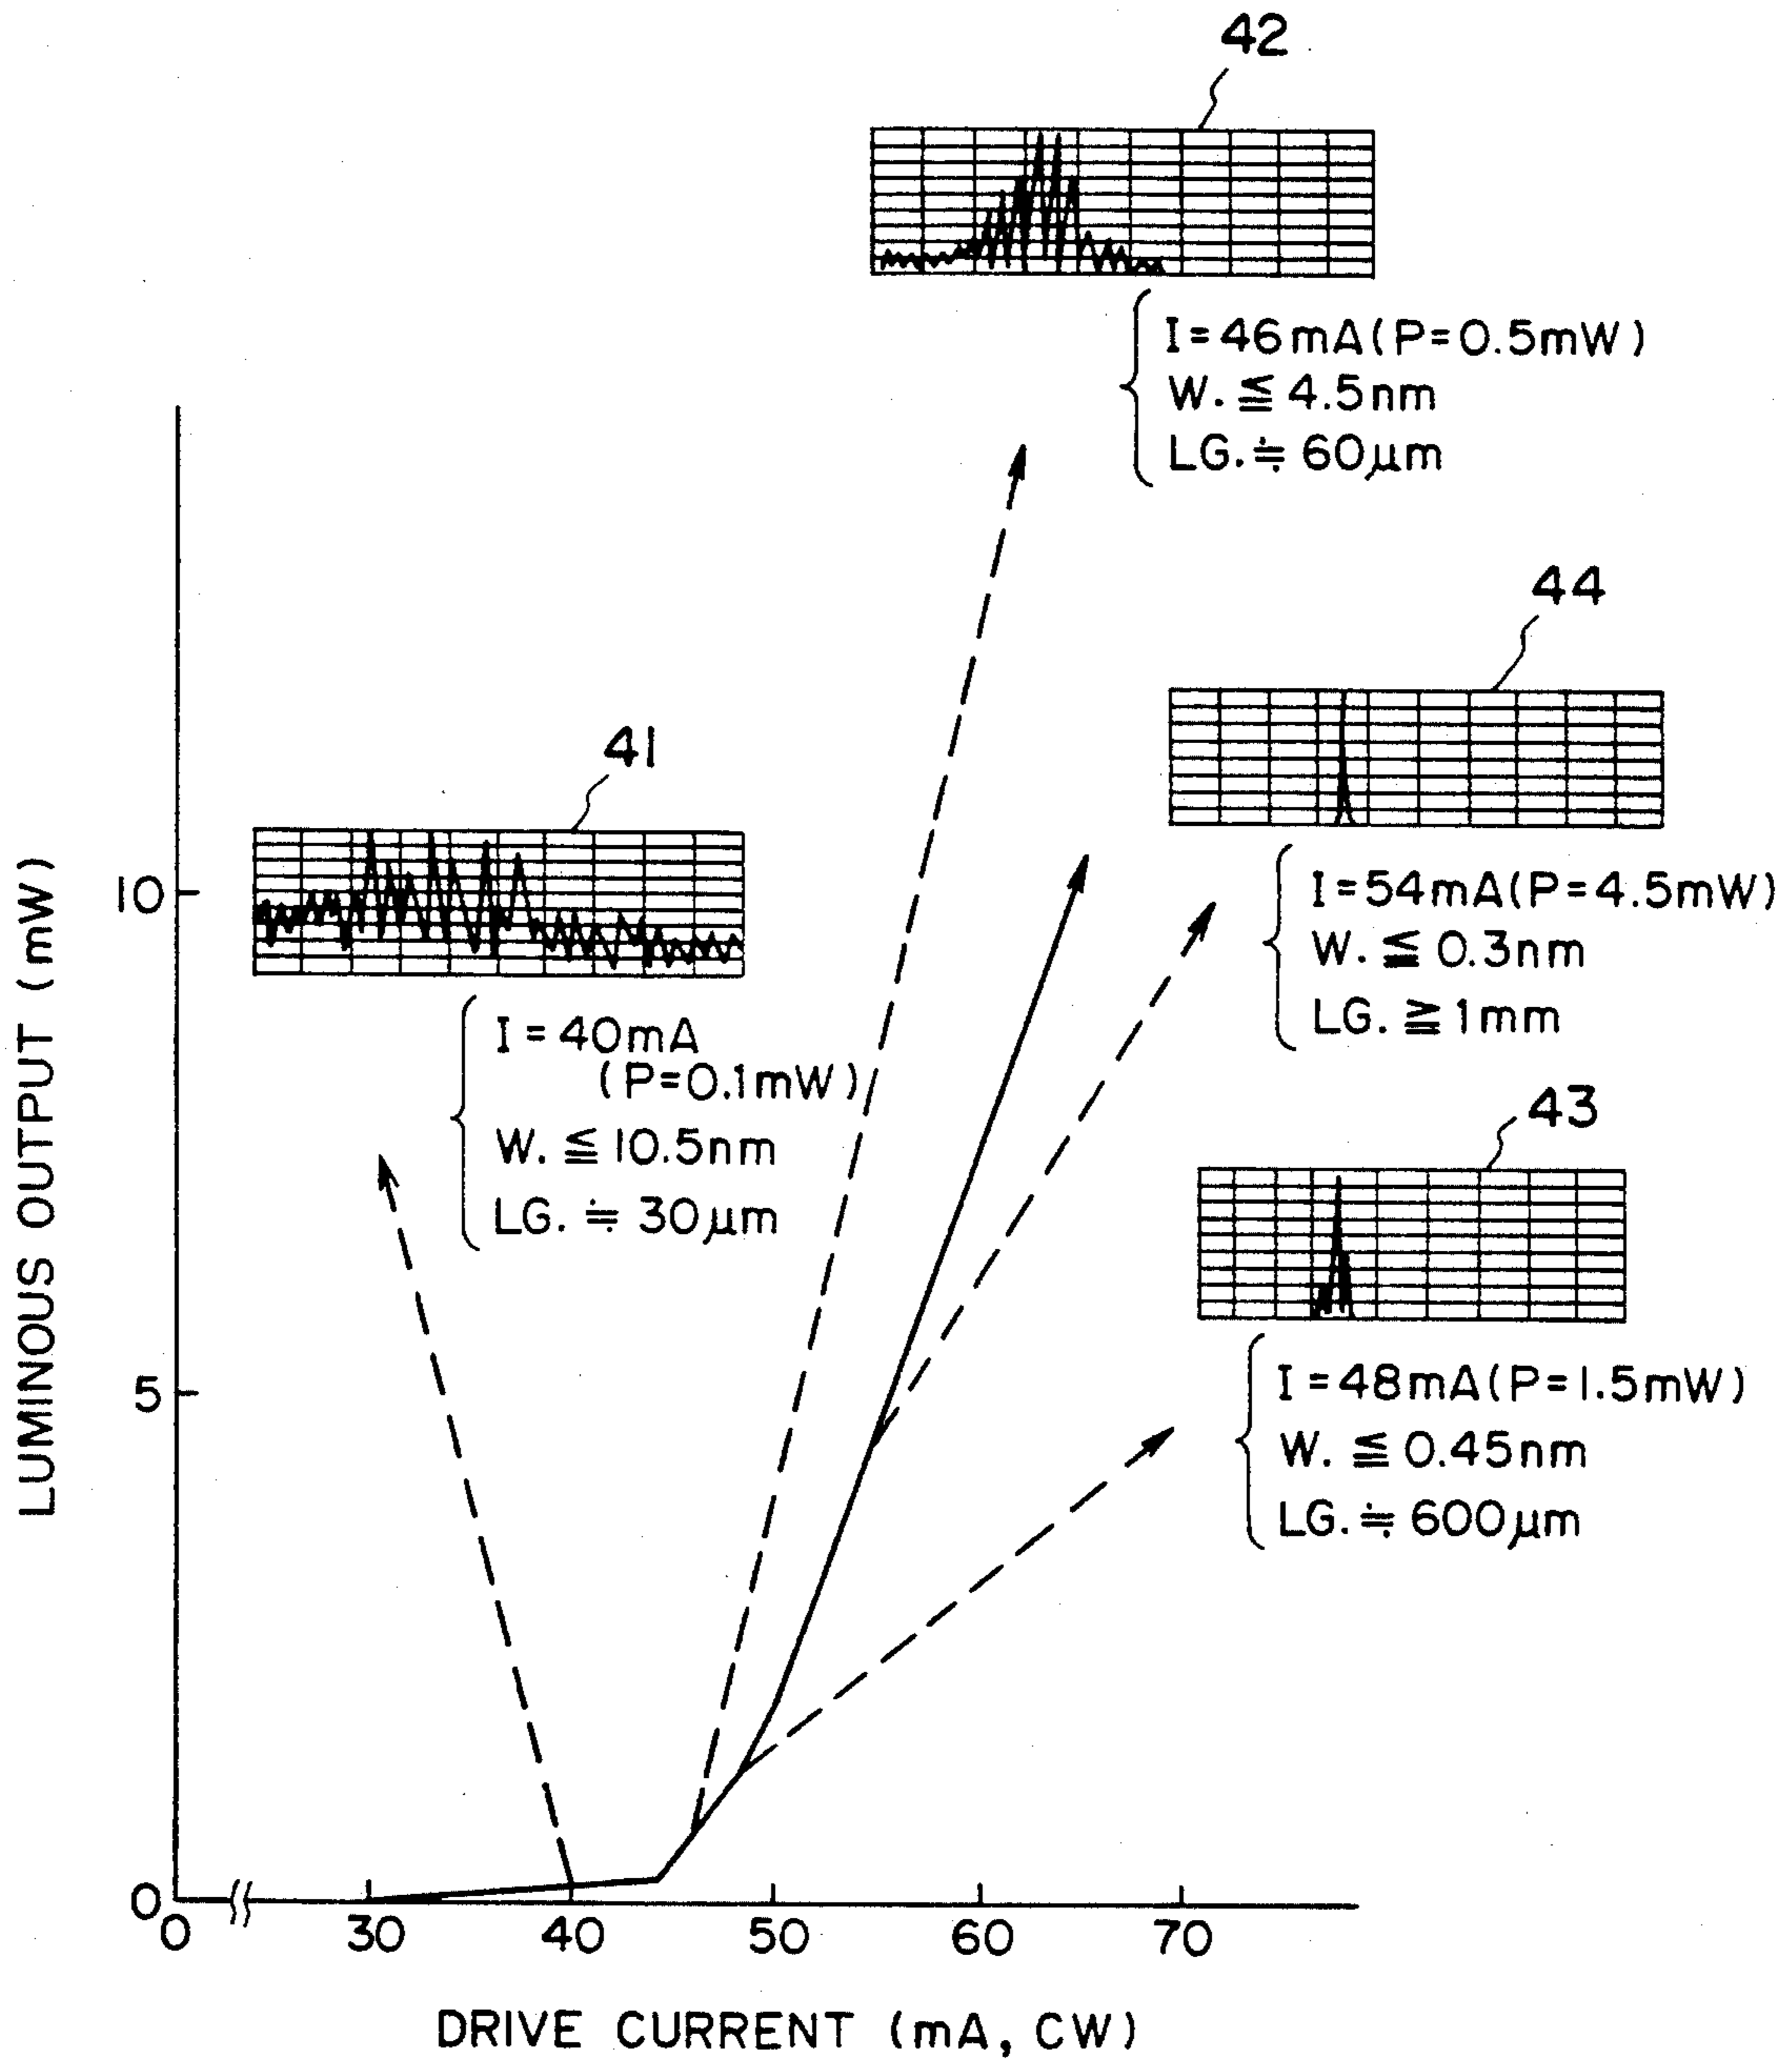 42
I=46mA(P=0.5mW)
W. ≦ 4.5nm
LG. ≒ 60μm
44
I=54mA(P=4.5mW)
W. ≦ 0.3nm
LG. ≧ 1mm
41
I=40mA
(P=0.1mW)
W. ≦ 10.5nm
LG. ≒ 30μm
43
I=48mA(P=1.5mW)
W. ≦ 0.45nm
LG. ≒ 600μm
LUMINOUS OUTPUT (mW)
10
5
0
0 30 40 50 60 70
DRIVE CURRENT (mA, CW)